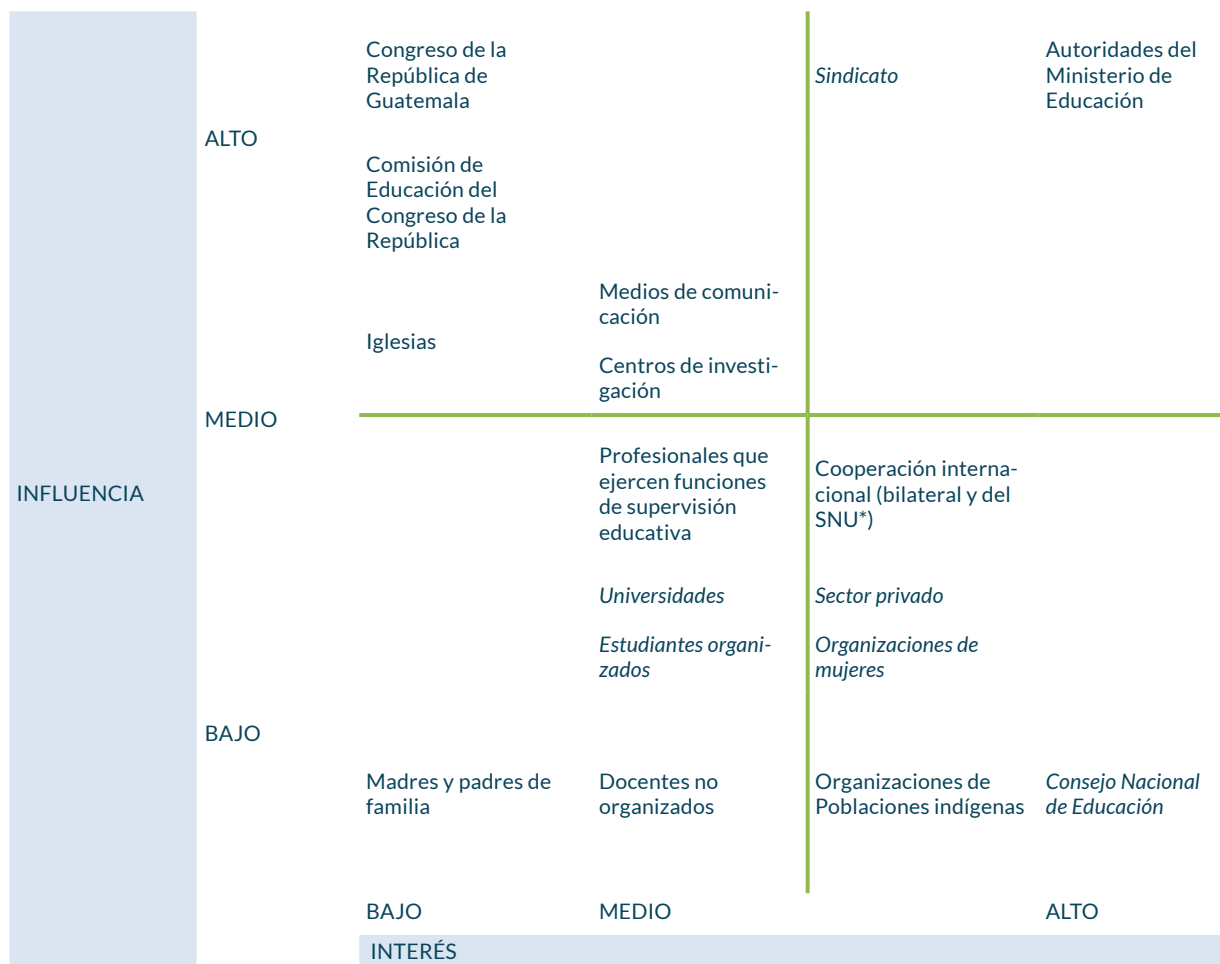 Congreso de la
República de
Guatemala
Sindicato
Autoridades del
Ministerio de
Educación
ALTO
Comisión de
Educación del
Congreso de la
República
Iglesias
Medios de comuni-
cación
Centros de investi-
gación
MEDIO
INFLUENCIA
Profesionales que
ejercen funciones
de supervisión
educativa
Cooperación interna-
cional (bilateral y del
SNU*)
Universidades
Sector privado
Estudiantes organi-
zados
Organizaciones de
mujeres
BAJO
Madres y padres de
familia
Docentes no
organizados
Organizaciones de
Poblaciones indígenas
Consejo Nacional
de Educación
BAJO
MEDIO
ALTO
INTERÉS